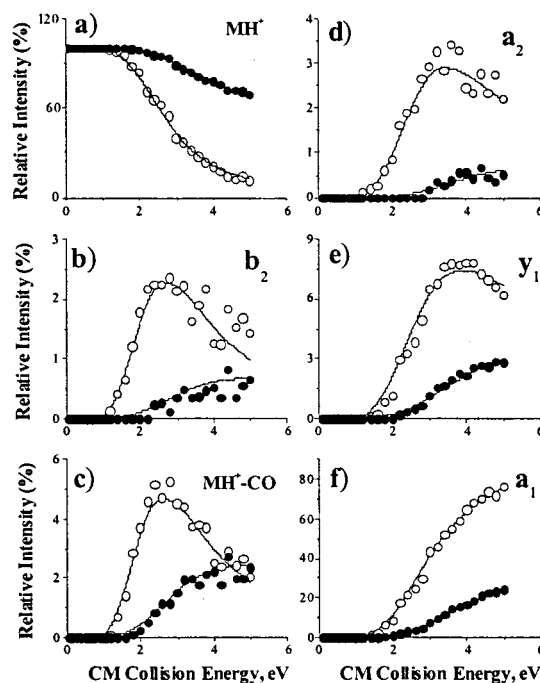 a) MH⁺
Relative Intensity (%)
120
60
0
0 2 4 6
d) a₂
4
3
2
1
0
0 2 4 6
b) b₂
Relative Intensity (%)
3
2
1
0
0 2 4 6
e) y₁
9
6
3
0
0 2 4 6
c) MH⁺-CO
Relative Intensity (%)
6
4
2
0
0 2 4 6
CM Collision Energy, eV
f) a₁
80
60
40
20
0
0 2 4 6
CM Collision Energy, eV